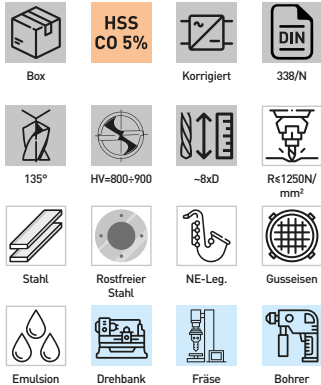 HSS
CO 5%
DIN
Box
Korrigiert
338/N
135°
HV=800÷900
~8xD
R≤1250N/
mm²
Stahl
Rostfreier
Stahl
NE-Leg.
Gusseisen
Emulsion
Drehbank
Fräse
Bohrer